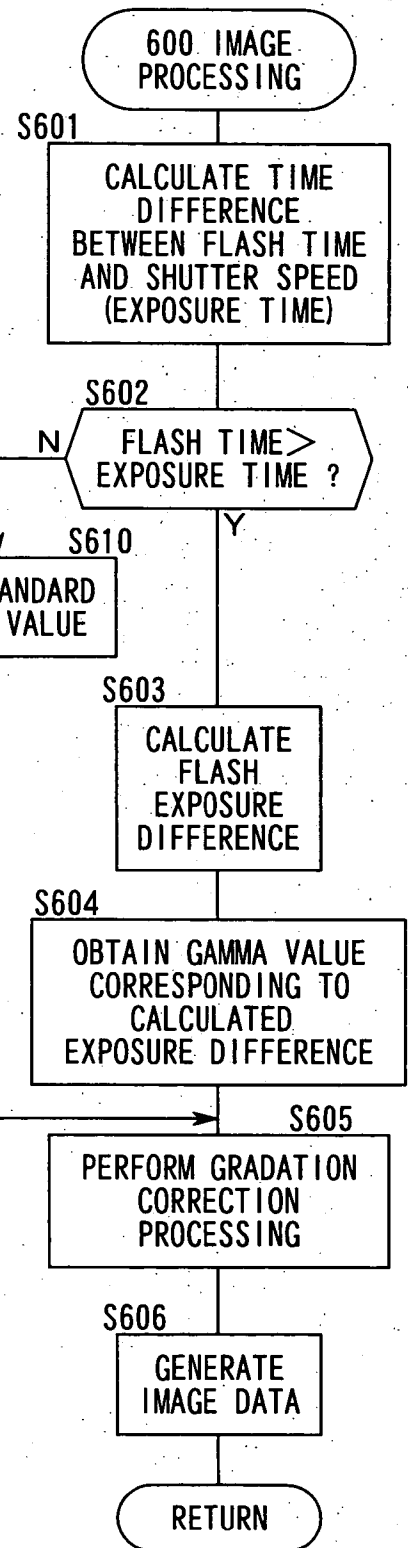 600 IMAGE
PROCESSING
S601
CALCULATE TIME
DIFFERENCE
BETWEEN FLASH TIME
AND SHUTTER SPEED
(EXPOSURE TIME)
S602
N
FLASH TIME>
EXPOSURE TIME ?
Y
S610
ANDARD
VALUE
S603
CALCULATE
FLASH
EXPOSURE
DIFFERENCE
S604
OBTAIN GAMMA VALUE
CORRESPONDING TO
CALCULATED
EXPOSURE DIFFERENCE
S605
PERFORM GRADATION
CORRECTION
PROCESSING
S606
GENERATE
IMAGE DATA
RETURN